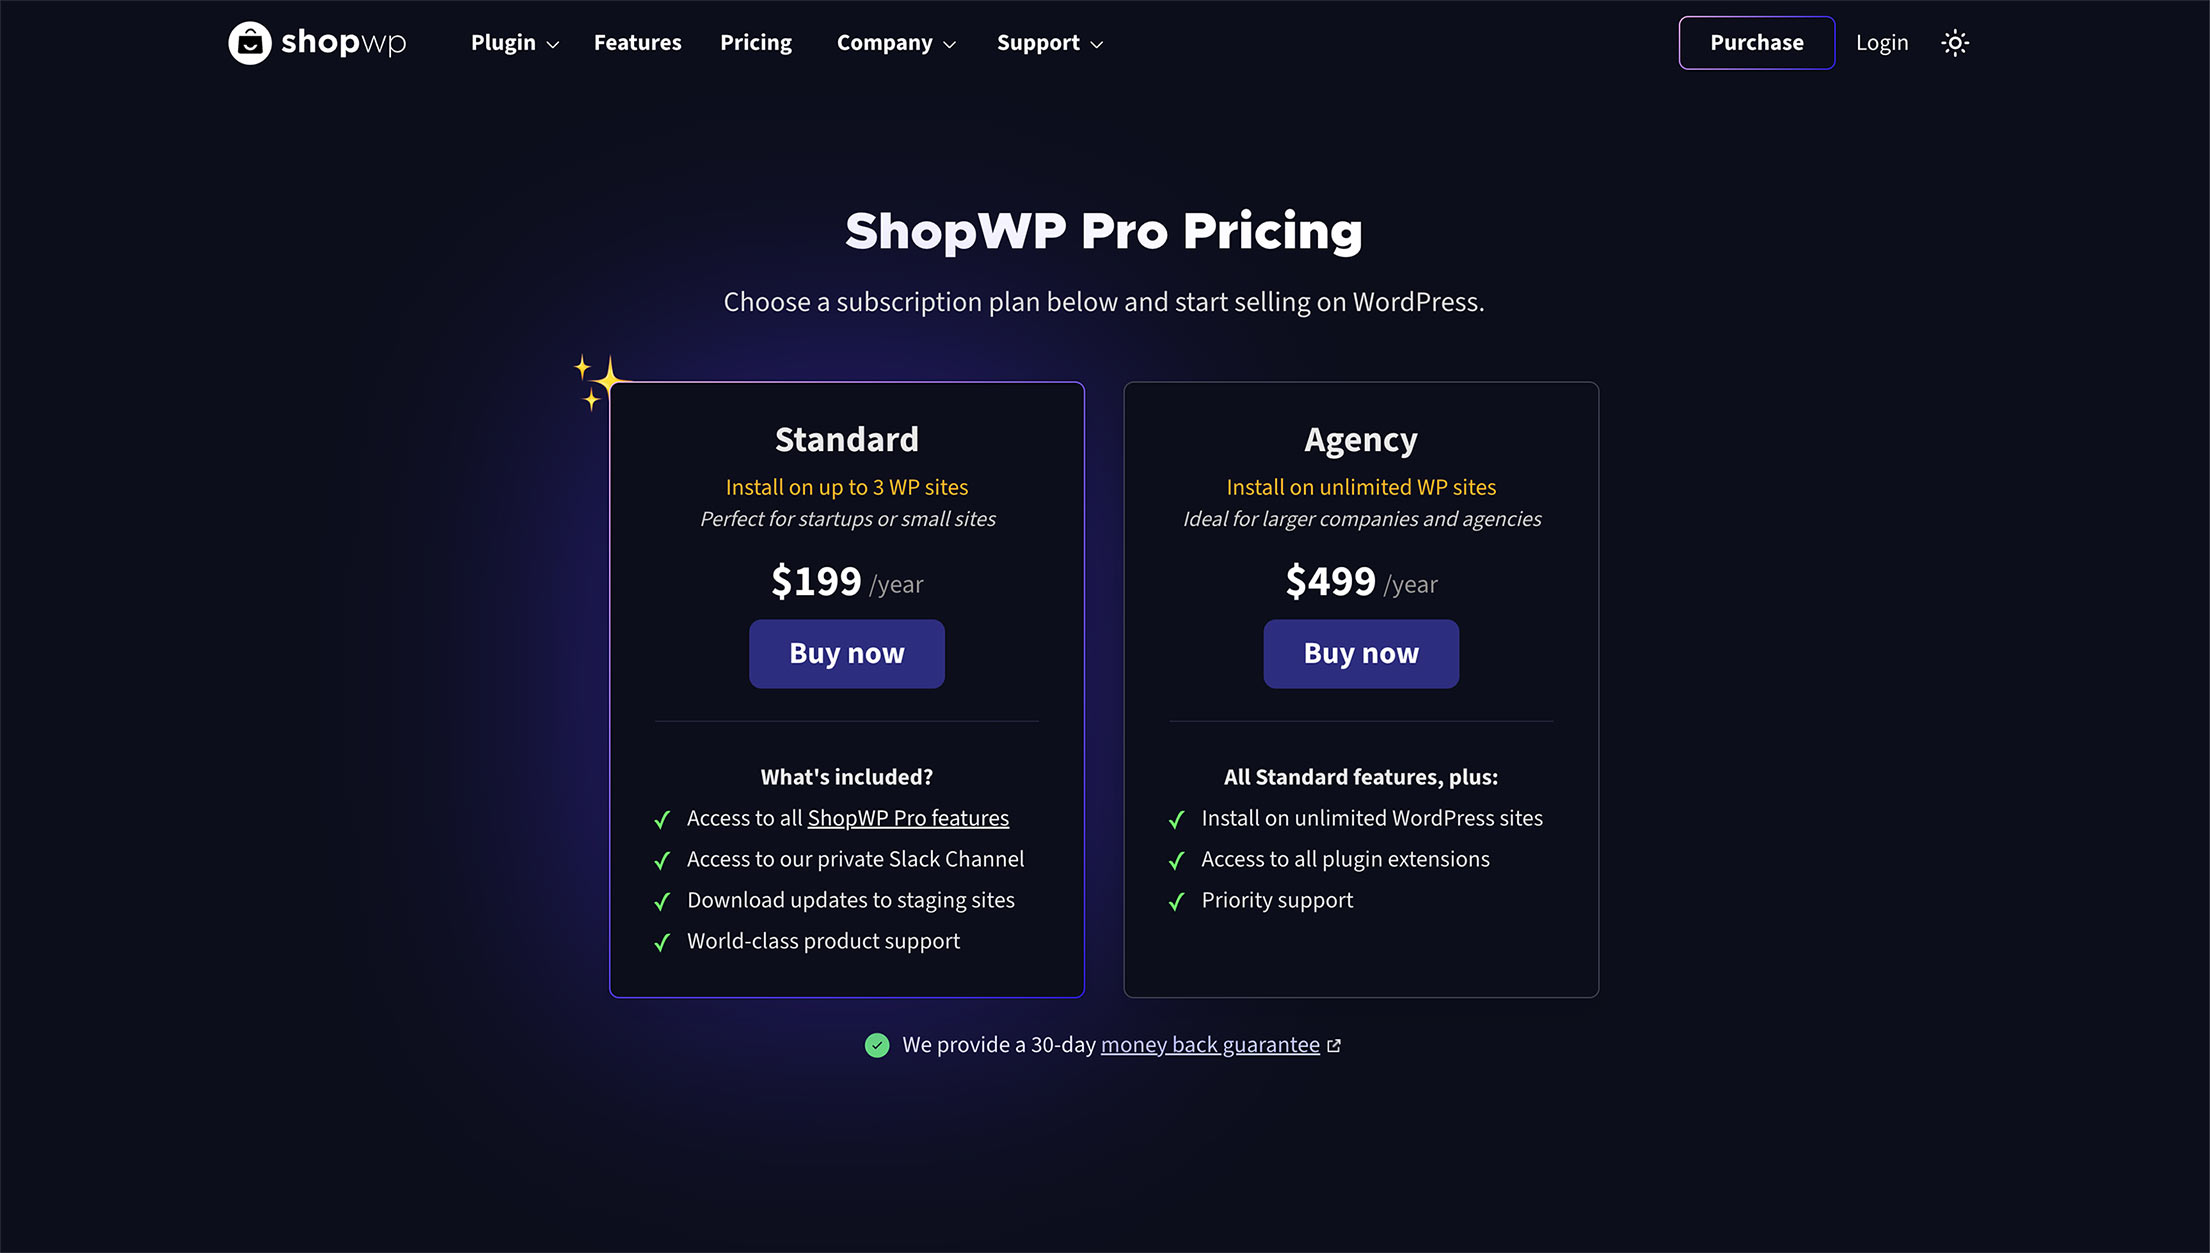 shopwp Plugin Features Pricing Company Support Purchase Login
ShopWP Pro Pricing
Choose a subscription plan below and start selling on WordPress.
Standard
Install on up to 3 WP sites
Perfect for startups or small sites
$199 /year
Buy now
What's included?
Access to all ShopWP Pro features
Access to our private Slack Channel
Download updates to staging sites
World-class product support
Agency
Install on unlimited WP sites
Ideal for larger companies and agencies
$499 /year
Buy now
All Standard features, plus:
Install on unlimited WordPress sites
Access to all plugin extensions
Priority support
We provide a 30-day money back guarantee